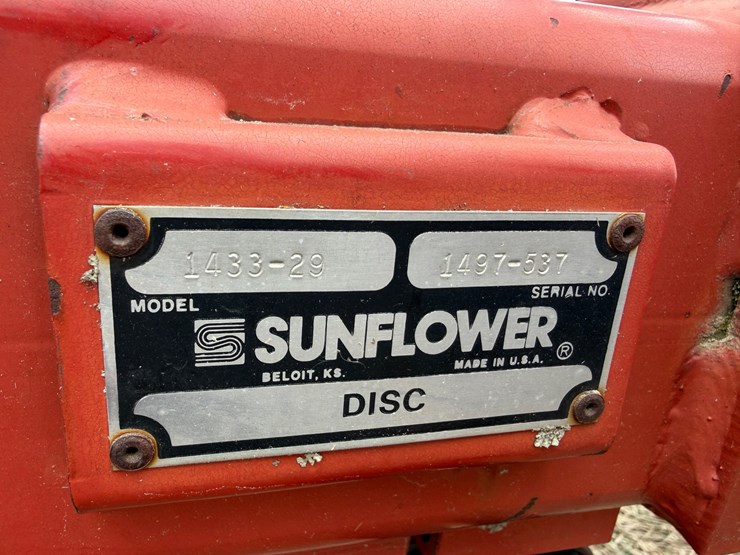 1433-29 1497-537
MODEL SERIAL NO.
SUNFLOWER ®
BELOIT, KS. MADE IN U.S.A.
DISC